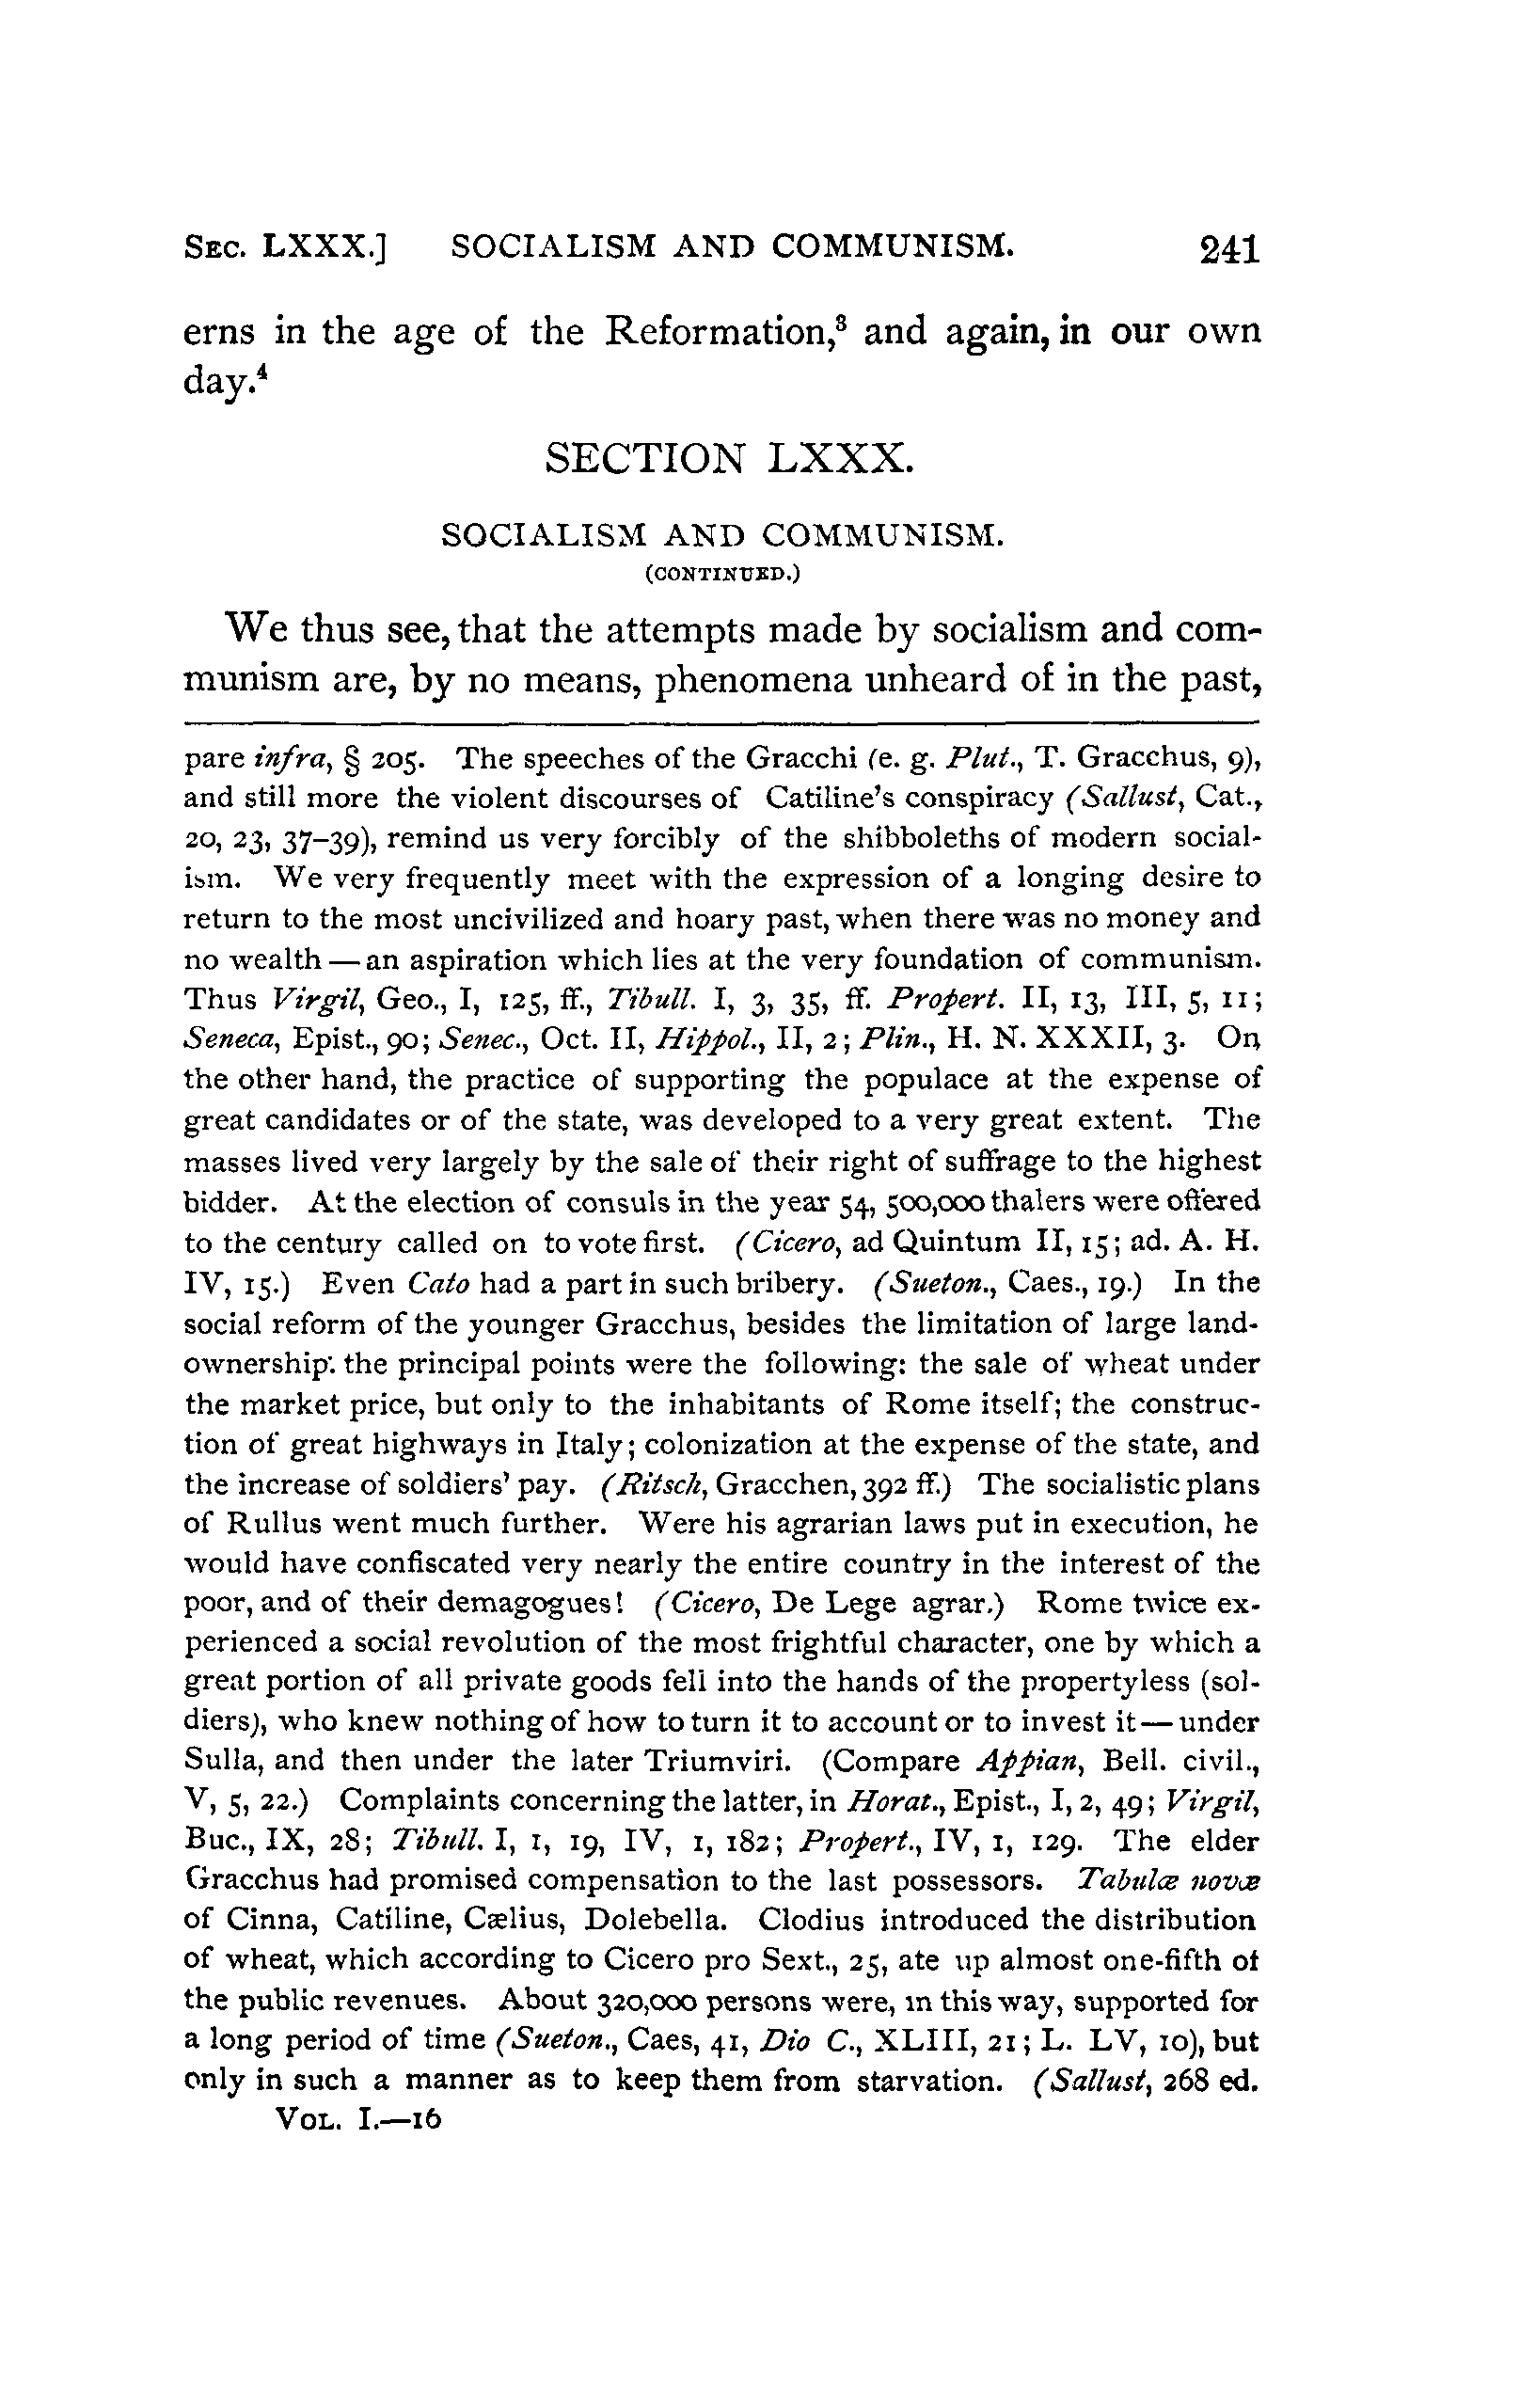 SEC. LXXX.] SOCIALISM AND COMMUNISM. 241
erns in the age of the Reformation,³ and again, in our own
day.⁴
SECTION LXXX.
SOCIALISM AND COMMUNISM.
(CONTINUED.)
We thus see, that the attempts made by socialism and com-
munism are, by no means, phenomena unheard of in the past,
pare infra, § 205. The speeches of the Gracchi (e. g. Plut., T. Gracchus, 9),
and still more the violent discourses of Catiline's conspiracy (Sallust, Cat.,
20, 23, 37–39), remind us very forcibly of the shibboleths of modern social-
ism. We very frequently meet with the expression of a longing desire to
return to the most uncivilized and hoary past, when there was no money and
no wealth — an aspiration which lies at the very foundation of communism.
Thus Virgil, Geo., I, 125, ff., Tibull. I, 3, 35, ff. Propert. II, 13, III, 5, 11;
Seneca, Epist., 90; Senec., Oct. II, Hippol., II, 2; Plin., H. N. XXXII, 3. On
the other hand, the practice of supporting the populace at the expense of
great candidates or of the state, was developed to a very great extent. The
masses lived very largely by the sale of their right of suffrage to the highest
bidder. At the election of consuls in the year 54, 500,000 thalers were offered
to the century called on to vote first. (Cicero, ad Quintum II, 15; ad. A. H.
IV, 15.) Even Cato had a part in such bribery. (Sueton., Caes., 19.) In the
social reform of the younger Gracchus, besides the limitation of large land-
ownership: the principal points were the following: the sale of wheat under
the market price, but only to the inhabitants of Rome itself; the construc-
tion of great highways in Italy; colonization at the expense of the state, and
the increase of soldiers' pay. (Ritsch, Gracchen, 392 ff.) The socialistic plans
of Rullus went much further. Were his agrarian laws put in execution, he
would have confiscated very nearly the entire country in the interest of the
poor, and of their demagogues! (Cicero, De Lege agrar.) Rome twice ex-
perienced a social revolution of the most frightful character, one by which a
great portion of all private goods fell into the hands of the propertyless (sol-
diers), who knew nothing of how to turn it to account or to invest it — under
Sulla, and then under the later Triumviri. (Compare Appian, Bell. civil.,
V, 5, 22.) Complaints concerning the latter, in Horat., Epist., I, 2, 49; Virgil,
Buc., IX, 28; Tibull. I, 1, 19, IV, 1, 182; Propert., IV, 1, 129. The elder
Gracchus had promised compensation to the last possessors. Tabulæ novæ
of Cinna, Catiline, Cælius, Dolebella. Clodius introduced the distribution
of wheat, which according to Cicero pro Sext., 25, ate up almost one-fifth of
the public revenues. About 320,000 persons were, in this way, supported for
a long period of time (Sueton., Caes, 41, Dio C., XLIII, 21; L. LV, 10), but
only in such a manner as to keep them from starvation. (Sallust, 268 ed.
VOL. I.—16